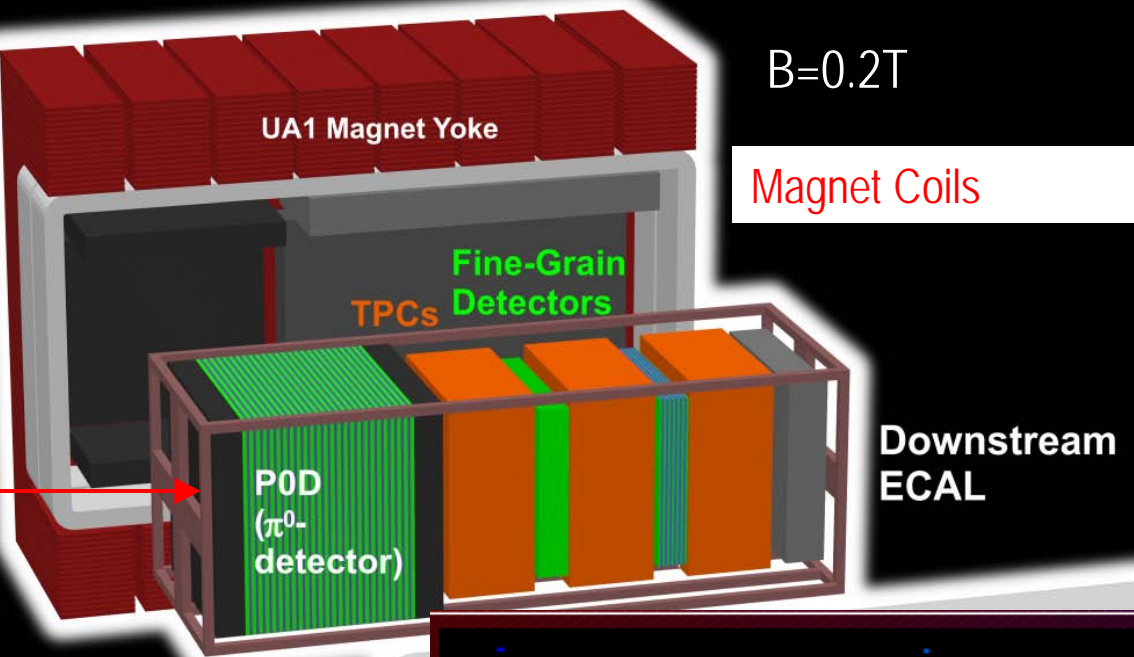 B=0.2T
UA1 Magnet Yoke
Magnet Coils
Fine-Grain
Detectors
TPCs
Downstream
ECAL
P0D
(π⁰-
detector)